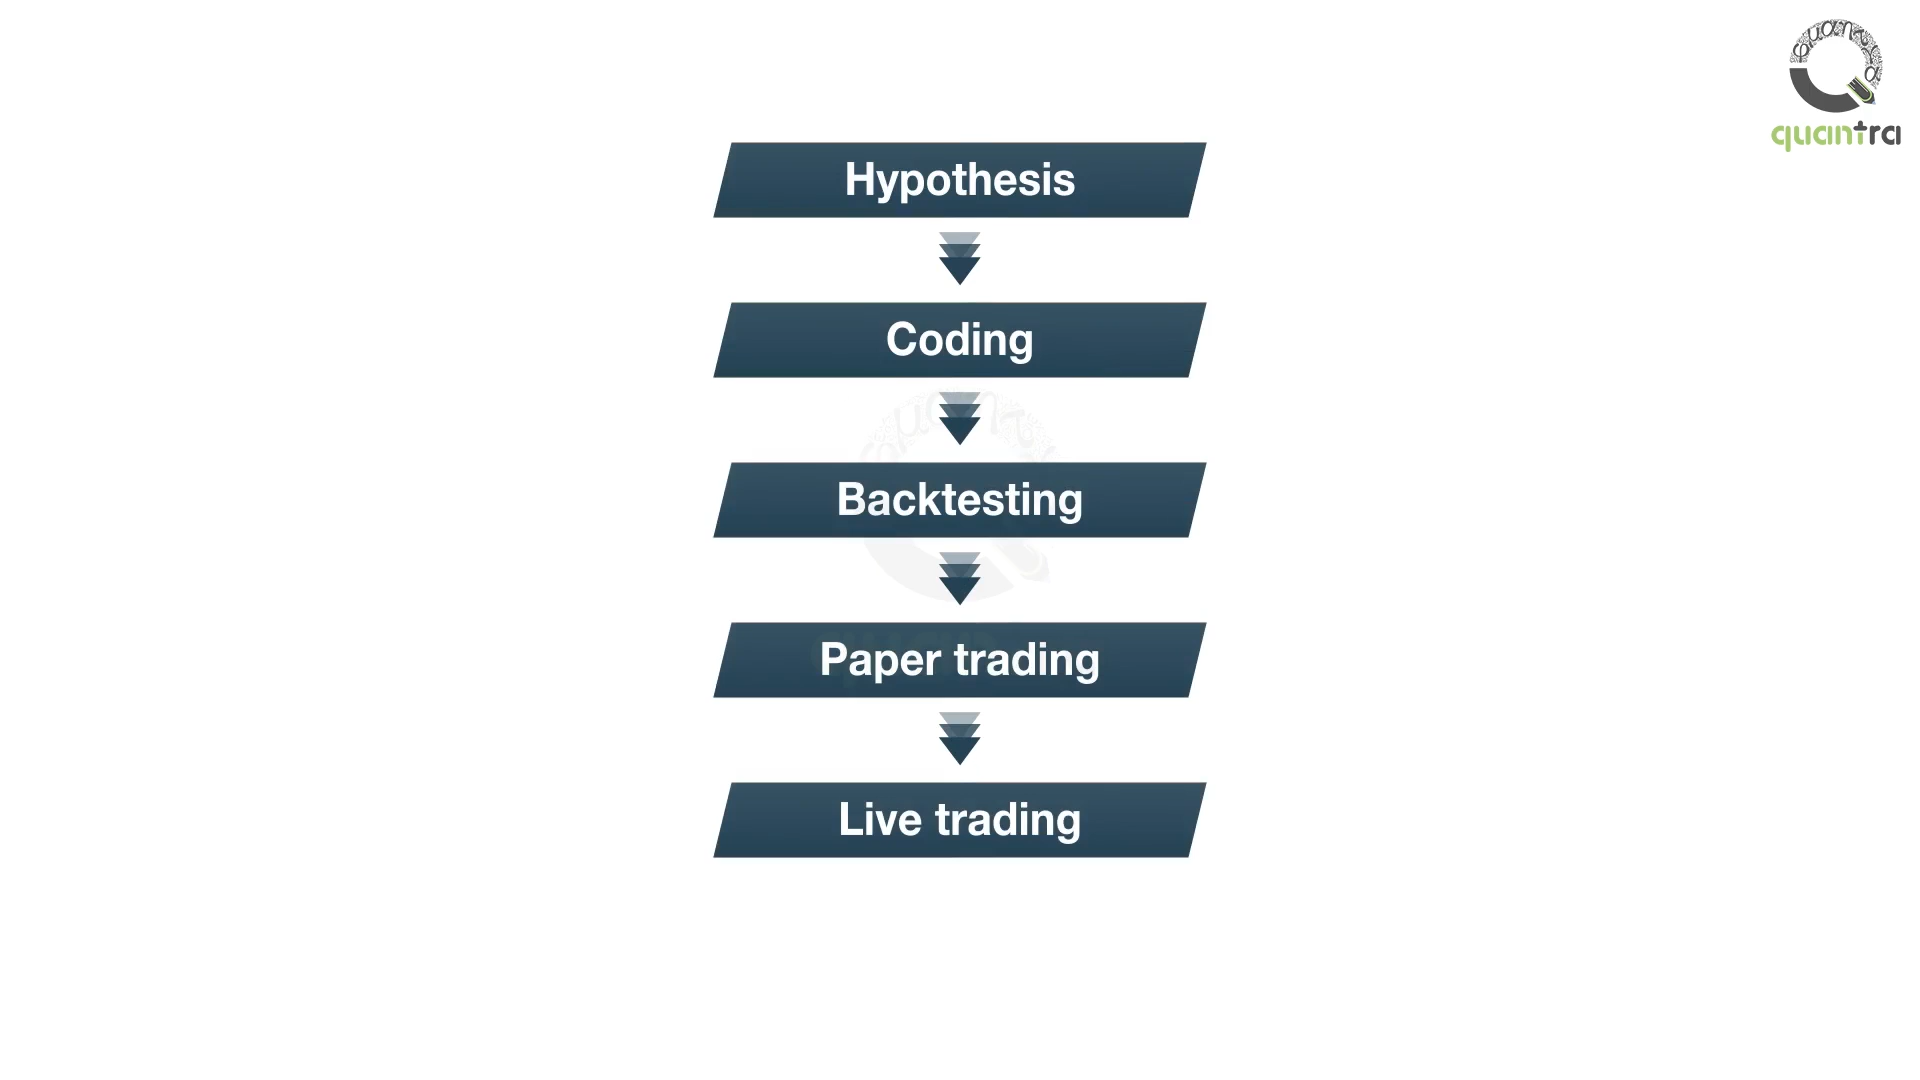 quantra
Hypothesis
Coding
Backtesting
Paper trading
Live trading